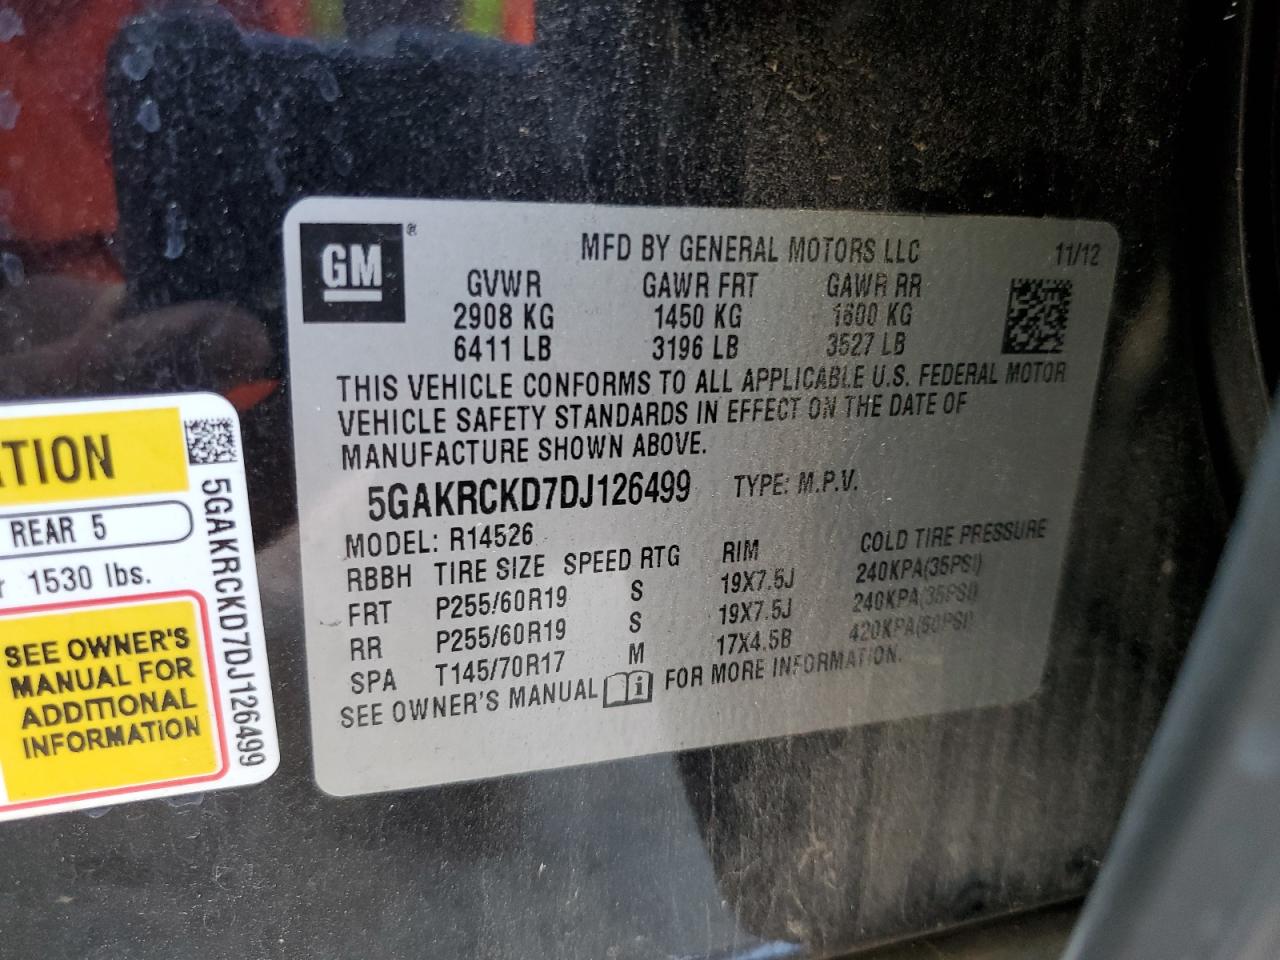 GM ®
MFD BY GENERAL MOTORS LLC 11/12
GVWR GAWR FRT GAWR RR
2908 KG 1450 KG 1600 KG
6411 LB 3196 LB 3527 LB
THIS VEHICLE CONFORMS TO ALL APPLICABLE U.S. FEDERAL MOTOR
VEHICLE SAFETY STANDARDS IN EFFECT ON THE DATE OF
MANUFACTURE SHOWN ABOVE.
5GAKRCKD7DJ126499 TYPE: M.P.V.
MODEL: R14526
RBBH TIRE SIZE SPEED RTG RIM COLD TIRE PRESSURE
FRT P255/60R19 S 19X7.5J 240KPA(35PSI)
RR P255/60R19 S 19X7.5J 240KPA(35PSI)
SPA T145/70R17 M 17X4.5B 420KPA(60PSI)
SEE OWNER'S MANUAL FOR MORE INFORMATION.
REAR 5
1530 lbs.
SEE OWNER'S
MANUAL FOR
ADDITIONAL
INFORMATION
5GAKRCKD7DJ126499